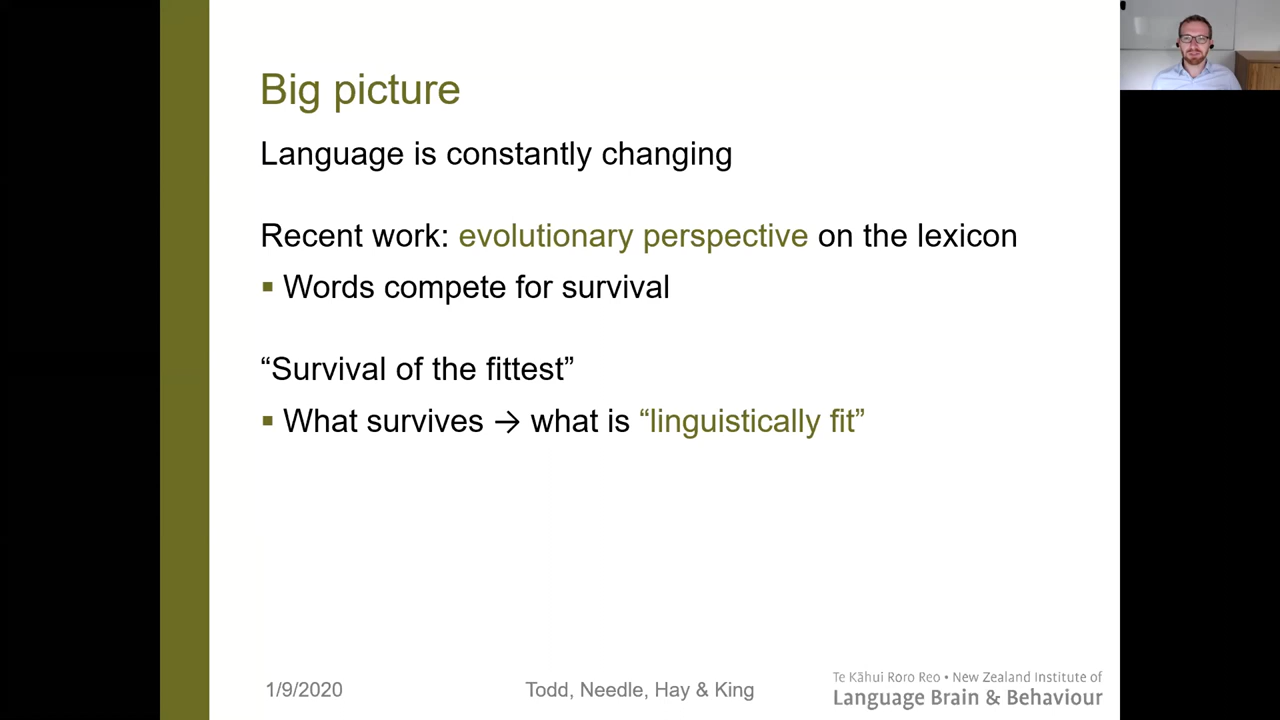 Big picture
Language is constantly changing
Recent work: evolutionary perspective on the lexicon
▪ Words compete for survival
“Survival of the fittest”
▪ What survives → what is “linguistically fit”
1/9/2020
Todd, Needle, Hay & King
Te Kāhui Roro Reo • New Zealand Institute of
Language Brain & Behaviour